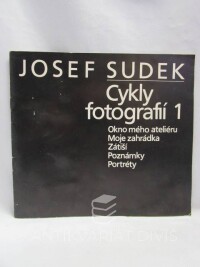 JOSEF SUDEK
Cykly
fotografií 1
Okno mého ateliéru
Moje zahrádka
Zátiší
Poznámky
Portréty